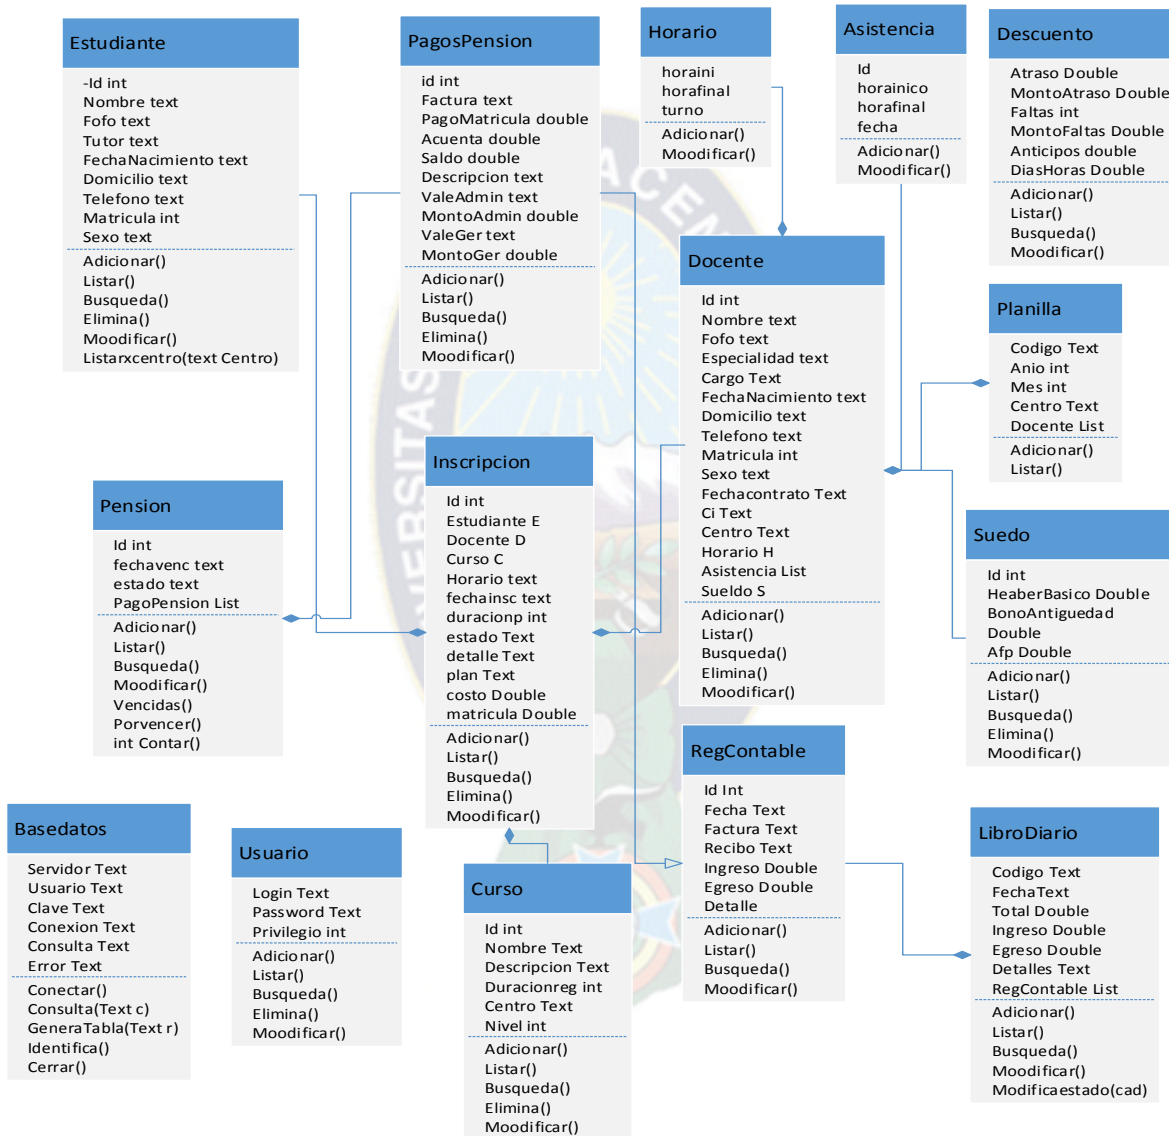 Estudiante
-Id int
Nombre text
Fofo text
Tutor text
FechaNacimiento text
Domicilio text
Telefono text
Matricula int
Sexo text
Adicionar()
Listar()
Busqueda()
Elimina()
Moodificar()
Listarxcentro(text Centro)
PagosPension
id int
Factura text
PagoMatricula double
Acuenta double
Saldo double
Descripcion text
ValeAdmin text
MontoAdmin double
ValeGer text
MontoGer double
Adicionar()
Listar()
Busqueda()
Elimina()
Moodificar()
Horario
horaini
horafinal
turno
Adicionar()
Moodificar()
Asistencia
Id
horainico
horafinal
fecha
Adicionar()
Moodificar()
Descuento
Atraso Double
MontoAtraso Double
Faltas int
MontoFaltas Double
Anticipos double
DiasHoras Double
Adicionar()
Listar()
Busqueda()
Moodificar()
Docente
Id int
Nombre text
Fofo text
Especialidad text
Cargo Text
FechaNacimiento text
Domicilio text
Telefono text
Matricula int
Sexo text
Fechacontrato Text
Ci Text
Centro Text
Horario H
Asistencia List
Sueldo S
Adicionar()
Listar()
Busqueda()
Elimina()
Moodificar()
Planilla
Codigo Text
Anio int
Mes int
Centro Text
Docente List
Adicionar()
Listar()
Pension
Id int
fechavenc text
estado text
PagoPension List
Adicionar()
Listar()
Busqueda()
Moodificar()
Vencidas()
Porvencer()
int Contar()
Inscripcion
Id int
Estudiante E
Docente D
Curso C
Horario text
fechainsc text
duracionp int
estado Text
detalle Text
plan Text
costo Double
matricula Double
Adicionar()
Listar()
Busqueda()
Elimina()
Moodificar()
Suedo
Id int
HeaberBasico Double
BonoAntiguedad
Double
Afp Double
Adicionar()
Listar()
Busqueda()
Elimina()
Moodificar()
Basedatos
Servidor Text
Usuario Text
Clave Text
Conexion Text
Consulta Text
Error Text
Conectar()
Consulta(Text c)
GeneraTabla(Text r)
Identifica()
Cerrar()
Usuario
Login Text
Password Text
Privilegio int
Adicionar()
Listar()
Busqueda()
Elimina()
Moodificar()
Curso
Id int
Nombre Text
Descripcion Text
Duracionreg int
Centro Text
Nivel int
Adicionar()
Listar()
Busqueda()
Elimina()
Moodificar()
RegContable
Id Int
Fecha Text
Factura Text
Recibo Text
Ingreso Double
Egreso Double
Detalle
Adicionar()
Listar()
Busqueda()
Moodificar()
LibroDiario
Codigo Text
FechaText
Total Double
Ingreso Double
Egreso Double
Detalles Text
RegContable List
Adicionar()
Listar()
Busqueda()
Moodificar()
Modificaestado(cad)